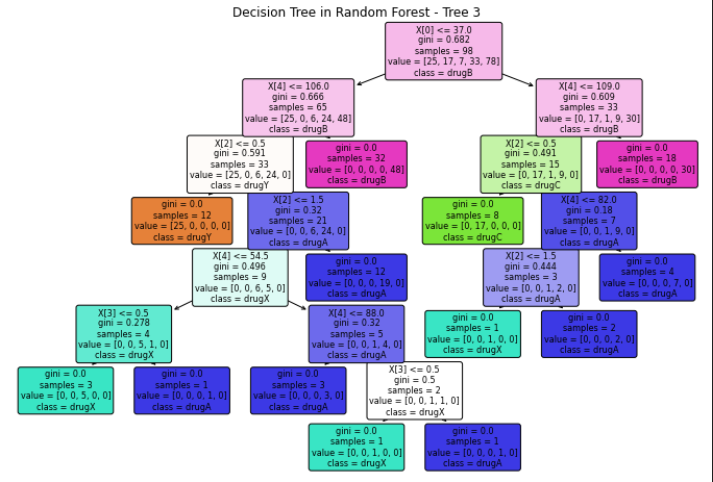 Decision Tree in Random Forest - Tree 3
X[0] <= 37.0
gini = 0.682
samples = 98
value = [25, 17, 7, 33, 78]
class = drugB
X[4] <= 106.0
gini = 0.666
samples = 65
value = [25, 0, 6, 24, 48]
class = drugB
X[4] <= 109.0
gini = 0.609
samples = 33
value = [0, 17, 1, 9, 30]
class = drugB
X[2] <= 0.5
gini = 0.591
samples = 33
value = [25, 0, 6, 24, 0]
class = drugY
gini = 0.0
samples = 32
value = [0, 0, 0, 0, 48]
class = drugB
X[2] <= 0.5
gini = 0.491
samples = 15
value = [0, 17, 1, 9, 0]
class = drugC
gini = 0.0
samples = 18
value = [0, 0, 0, 0, 30]
class = drugB
gini = 0.0
samples = 12
value = [25, 0, 0, 0, 0]
class = drugY
X[2] <= 1.5
gini = 0.32
samples = 21
value = [0, 0, 6, 24, 0]
class = drugA
gini = 0.0
samples = 8
value = [0, 17, 0, 0, 0]
class = drugC
X[4] <= 82.0
gini = 0.18
samples = 7
value = [0, 0, 1, 9, 0]
class = drugA
X[4] <= 54.5
gini = 0.496
samples = 9
value = [0, 0, 6, 5, 0]
class = drugX
gini = 0.0
samples = 12
value = [0, 0, 0, 19, 0]
class = drugA
X[2] <= 1.5
gini = 0.444
samples = 3
value = [0, 0, 1, 2, 0]
class = drugA
gini = 0.0
samples = 4
value = [0, 0, 0, 7, 0]
class = drugA
X[3] <= 0.5
gini = 0.278
samples = 4
value = [0, 0, 5, 1, 0]
class = drugX
X[4] <= 88.0
gini = 0.32
samples = 5
value = [0, 0, 1, 4, 0]
class = drugA
gini = 0.0
samples = 1
value = [0, 0, 1, 0, 0]
class = drugX
gini = 0.0
samples = 2
value = [0, 0, 0, 2, 0]
class = drugA
gini = 0.0
samples = 3
value = [0, 0, 5, 0, 0]
class = drugX
gini = 0.0
samples = 1
value = [0, 0, 0, 1, 0]
class = drugA
gini = 0.0
samples = 3
value = [0, 0, 0, 3, 0]
class = drugA
X[3] <= 0.5
gini = 0.5
samples = 2
value = [0, 0, 1, 1, 0]
class = drugX
gini = 0.0
samples = 1
value = [0, 0, 1, 0, 0]
class = drugX
gini = 0.0
samples = 1
value = [0, 0, 0, 1, 0]
class = drugA